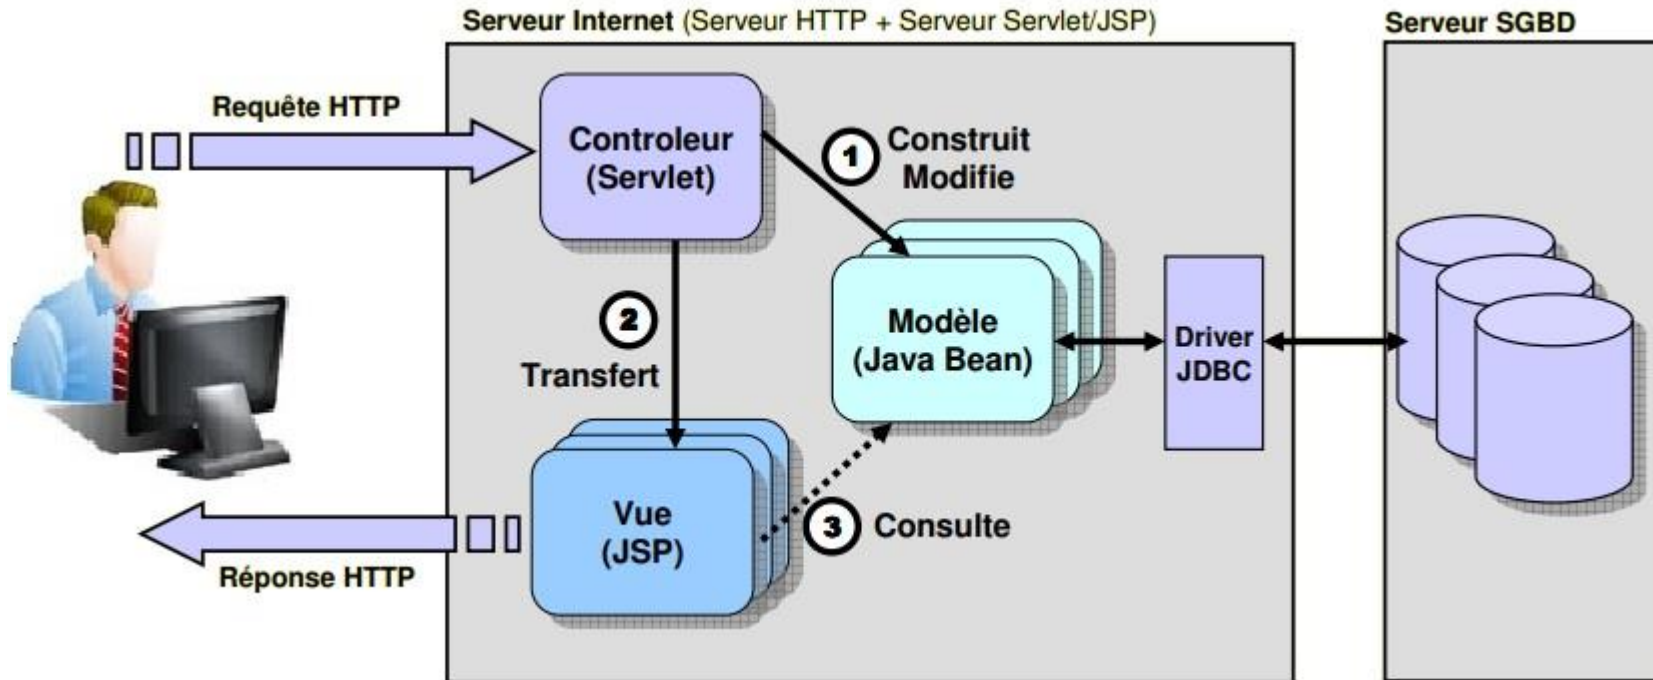 Serveur Internet (Serveur HTTP + Serveur Servlet/JSP)
Serveur SGBD
Requête HTTP
Controleur
(Servlet)
1
Construit
Modifie
2
Transfert
Modèle
(Java Bean)
Driver
JDBC
Vue
(JSP)
3
Consulte
Réponse HTTP